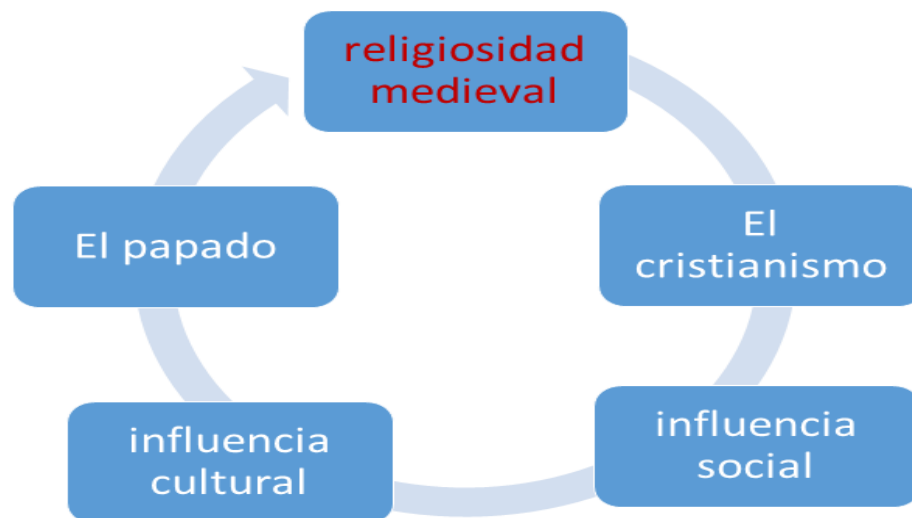 religiosidad
medieval
El
cristianismo
influencia
social
influencia
cultural
El papado